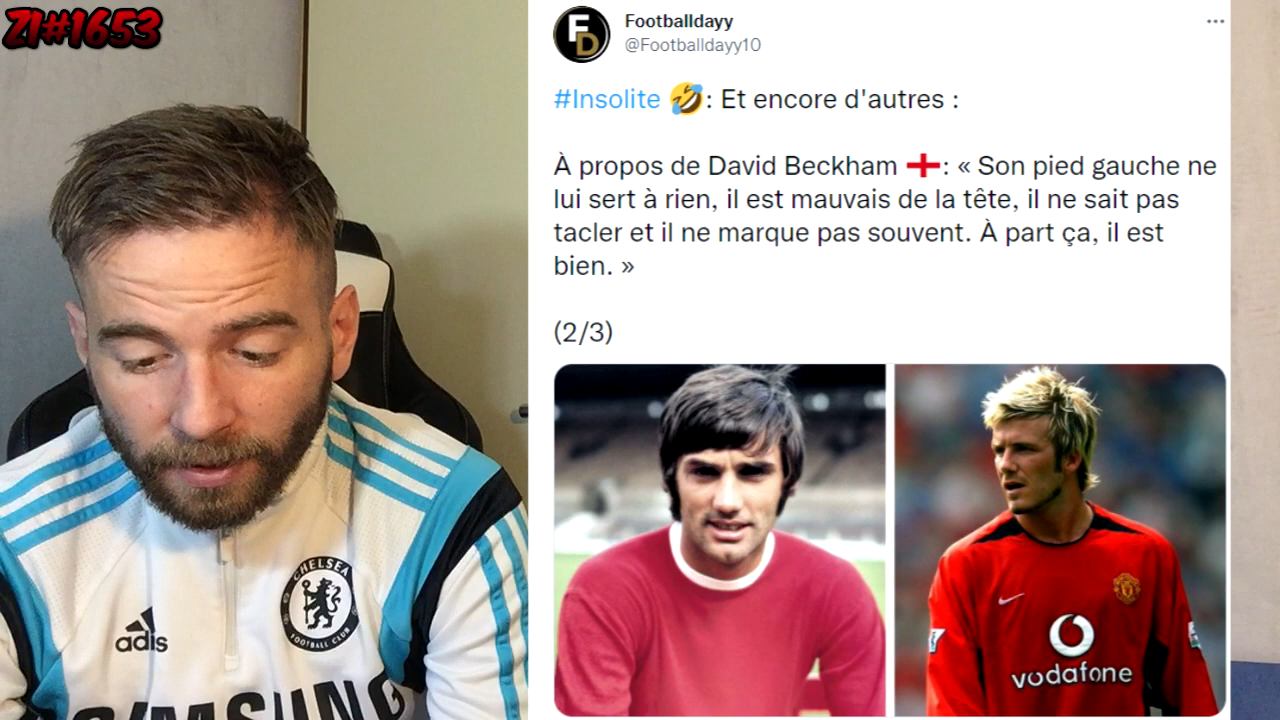 ZI#1653
Footballdayy
@Footballdayy10
#Insolite 🤣: Et encore d'autres :
À propos de David Beckham 🏴󠁧󠁢󠁥󠁮󠁧󠁿: « Son pied gauche ne
lui sert à rien, il est mauvais de la tête, il ne sait pas
tacler et il ne marque pas souvent. À part ça, il est
bien. »
(2/3)
CHELSEA
FOOTBALL CLUB
adis
SAMSUNG
vodafone